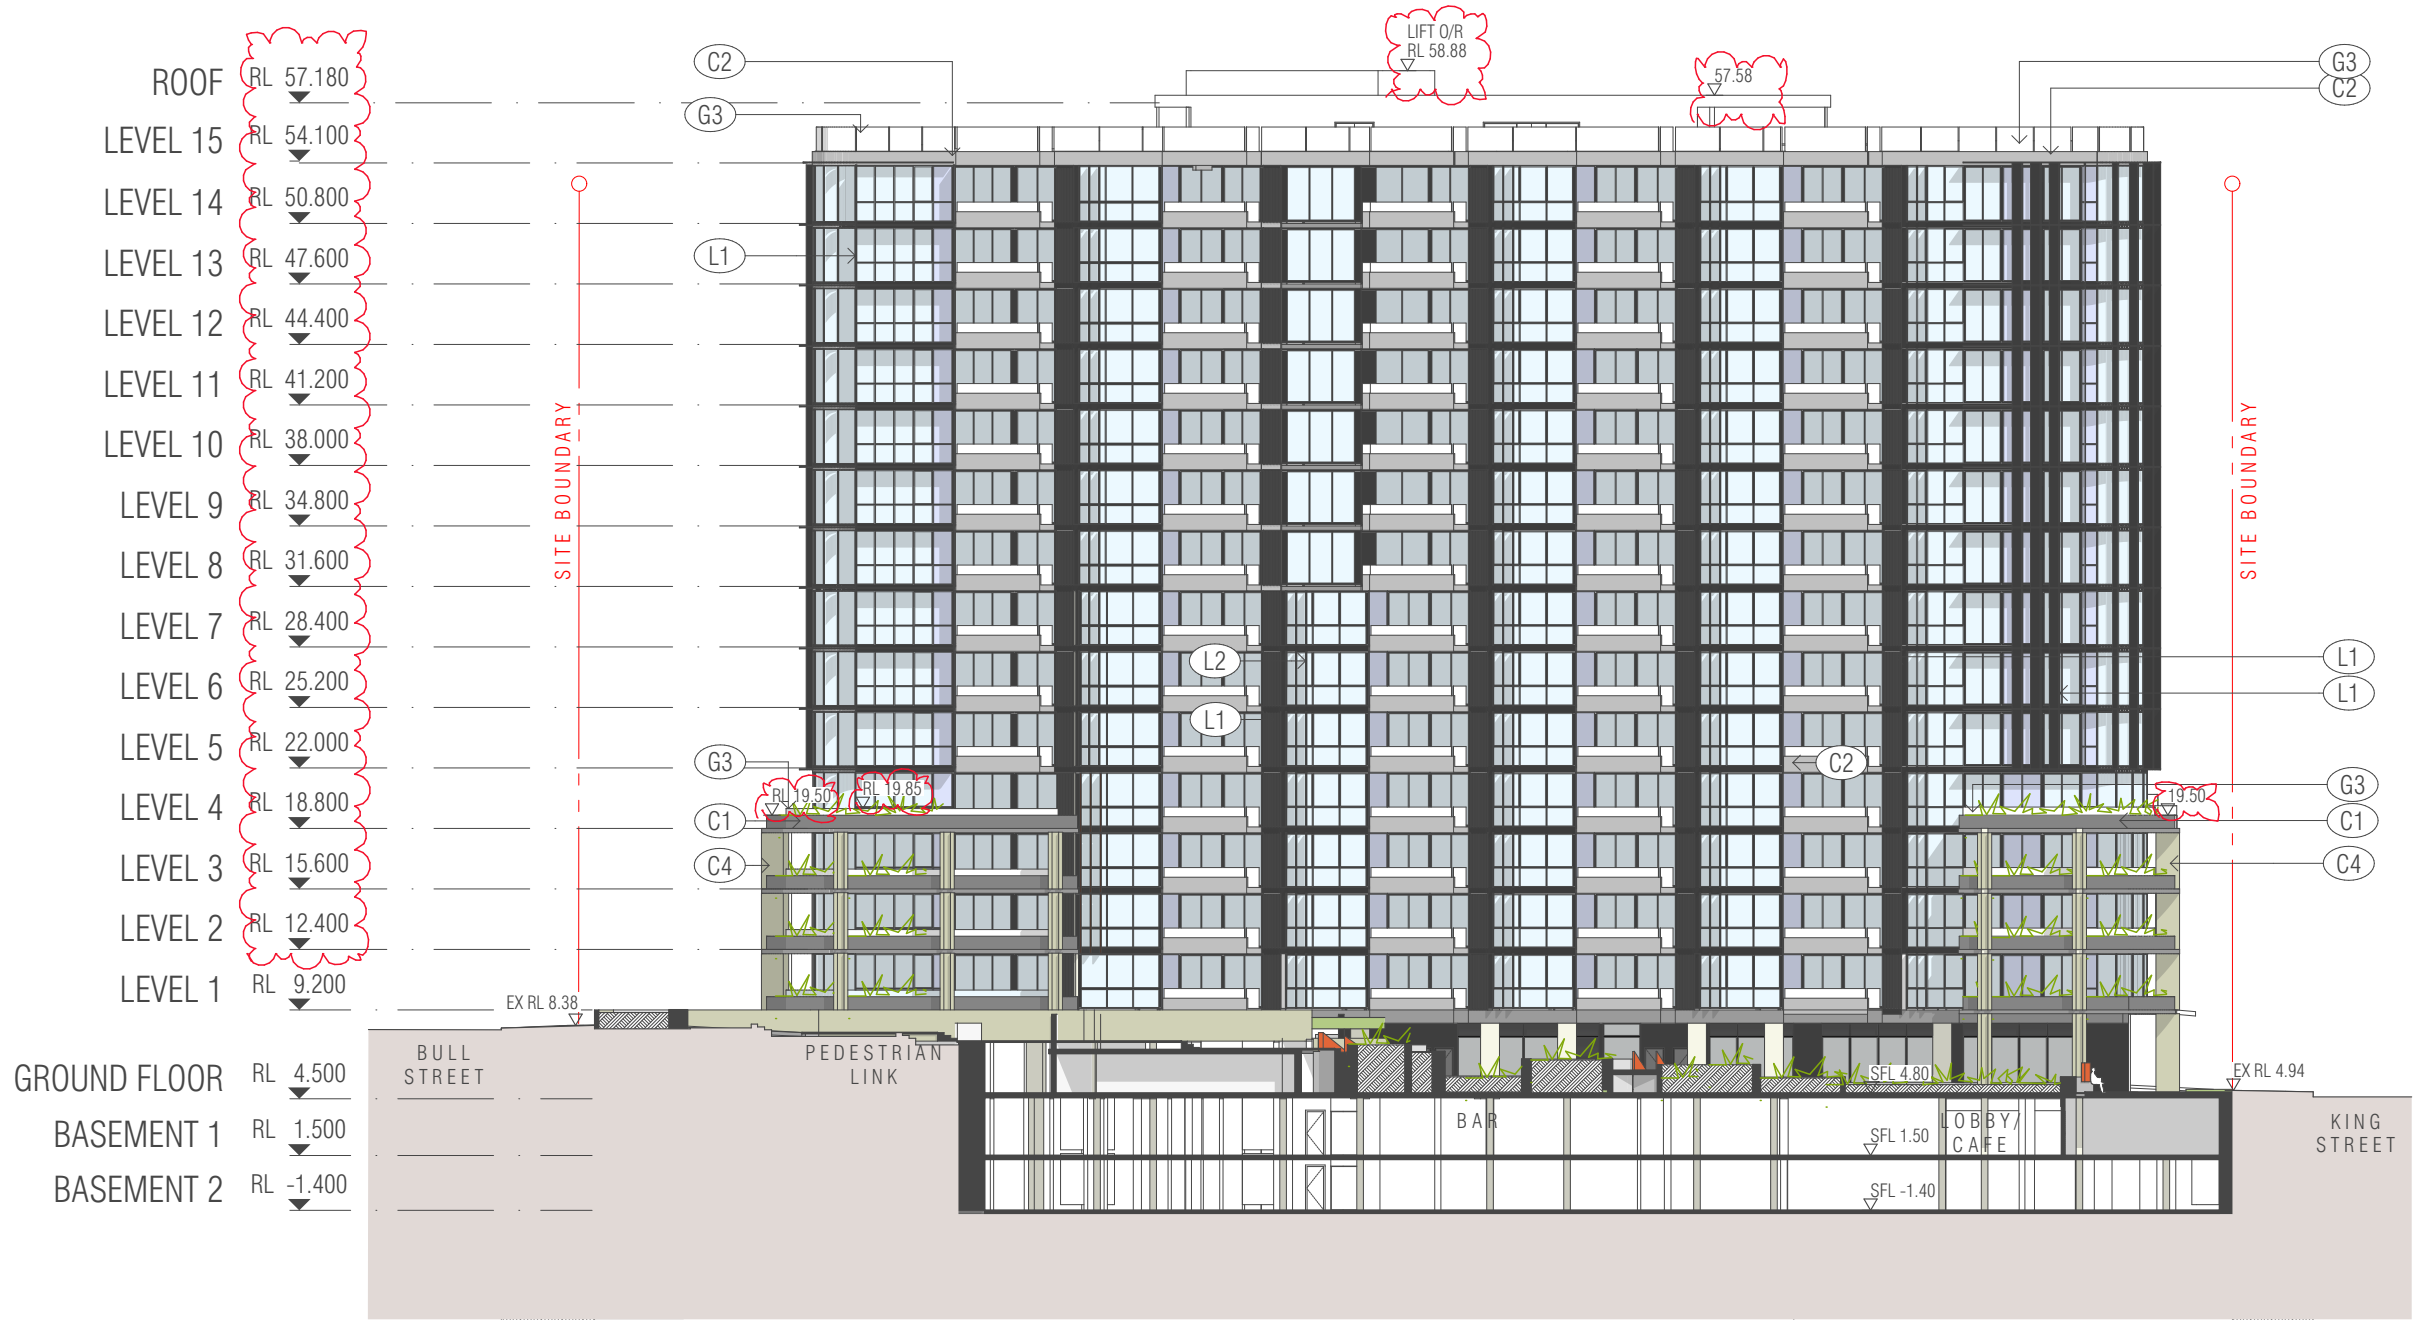 LIFT O/R
RL 58.88
57.58
C2
G3
G3
C2
ROOF RL 57.180
LEVEL 15 RL 54.100
LEVEL 14 RL 50.800
LEVEL 13 RL 47.600
L1
LEVEL 12 RL 44.400
LEVEL 11 RL 41.200
LEVEL 10 RL 38.000
LEVEL 9 RL 34.800
LEVEL 8 RL 31.600
SITE BOUNDARY
SITE BOUNDARY
LEVEL 7 RL 28.400
L2
L1
LEVEL 6 RL 25.200
L1
L1
LEVEL 5 RL 22.000
G3
C2
G3
RL 19.50
RL 19.85
19.50
LEVEL 4 RL 18.800
C1
C1
LEVEL 3 RL 15.600
C4
C4
LEVEL 2 RL 12.400
LEVEL 1 RL 9.200
EX RL 8.38
BULL
STREET
PEDESTRIAN
LINK
GROUND FLOOR RL 4.500
SFL 4.80
EX RL 4.94
BASEMENT 1 RL 1.500
BAR
SFL 1.50
LOBBY/
CAFE
KING
STREET
BASEMENT 2 RL -1.400
SFL -1.40